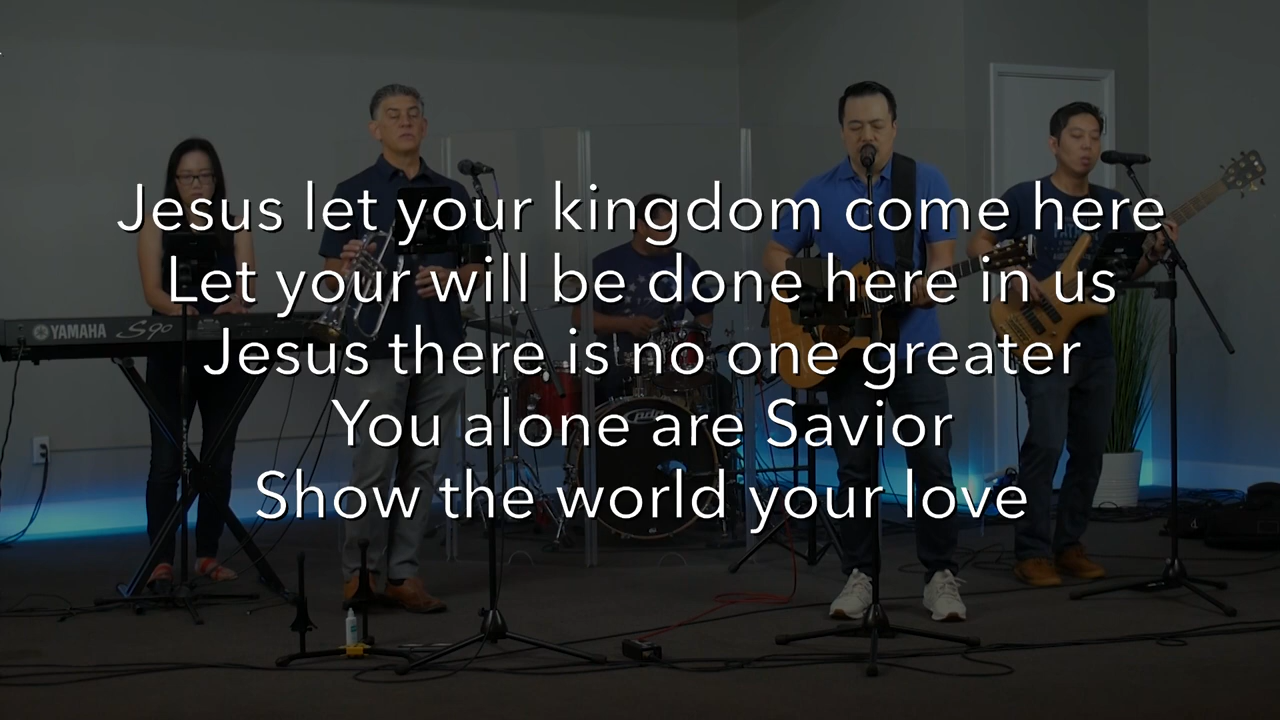 Jesus let your kingdom come here
Let your will be done here in us
Jesus there is no one greater
You alone are Savior
Show the world your love
YAMAHA S90
pdp